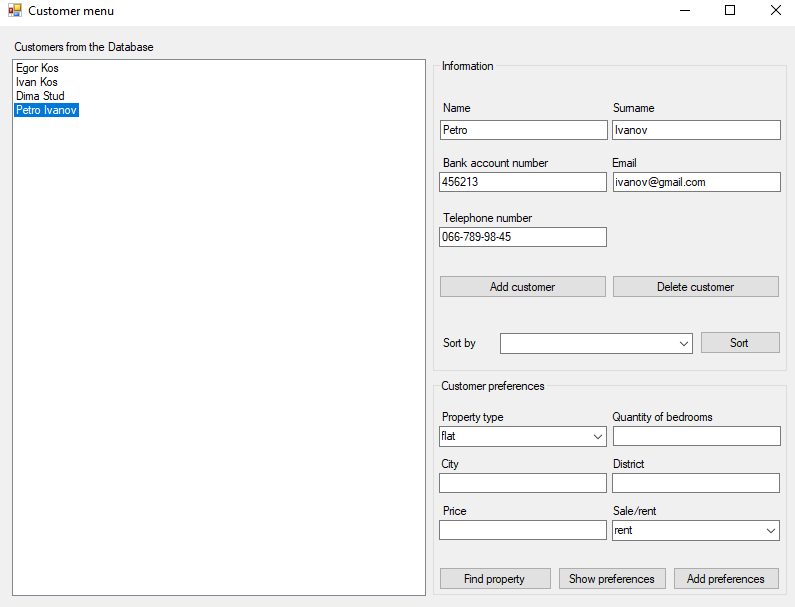 Customer menu
Customers from the Database
Egor Kos
Ivan Kos
Dima Stud
Petro Ivanov
Information
Name Surname
Petro Ivanov
Bank account number Email
456213 ivanov@gmail.com
Telephone number
066-789-98-45
Add customer Delete customer
Sort by Sort
Customer preferences
Property type Quantity of bedrooms
flat
City District
Price Sale/rent
rent
Find property Show preferences Add preferences